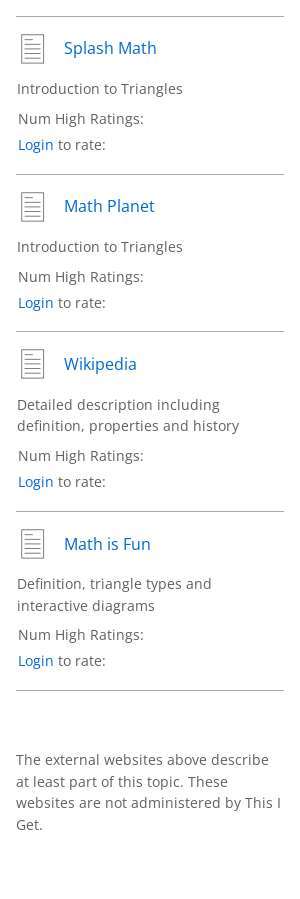 Splash Math
Introduction to Triangles
Num High Ratings:
Login to rate:
Math Planet
Introduction to Triangles
Num High Ratings:
Login to rate:
Wikipedia
Detailed description including
definition, properties and history
Num High Ratings:
Login to rate:
Math is Fun
Definition, triangle types and
interactive diagrams
Num High Ratings:
Login to rate:
The external websites above describe
at least part of this topic. These
websites are not administered by This I
Get.